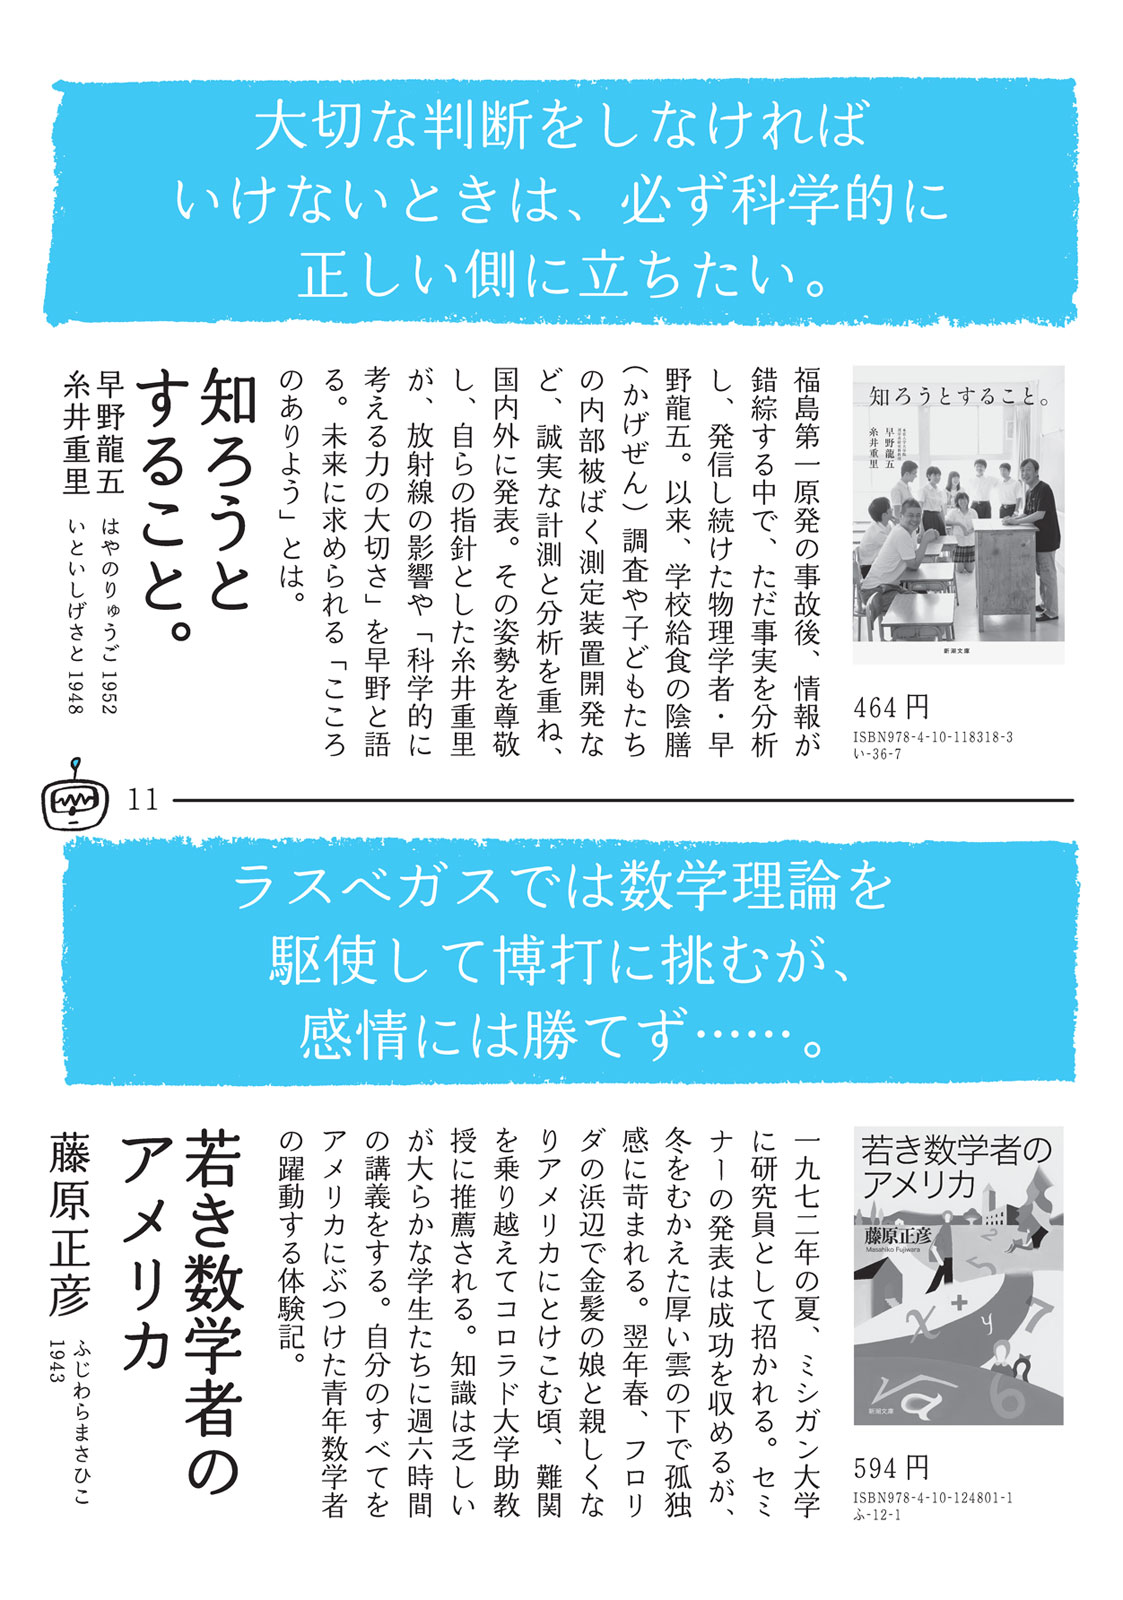 大切な判断をしなければ
いけないときは、必ず科学的に
正しい側に立ちたい。
知ろうとすること。
早野龍五
糸井重里
新潮文庫
464円
ISBN978-4-10-118318-3
い-36-7
福島第一原発の事故後、情報が
錯綜する中で、ただ事実を分析
し、発信し続けた物理学者・早
野龍五。以来、学校給食の陰膳
（かげぜん）調査や子どもたち
の内部被ばく測定装置開発な
ど、誠実な計測と分析を重ね、
国内外に発表。その姿勢を尊敬
し、自らの指針とした糸井重里
が、放射線の影響や「科学的に
考える力の大切さ」を早野と語
る。未来に求められる「こころ
のありよう」とは。
知ろうと
すること。
早野龍五 はやのりゅうご 1952
糸井重里 いといしげさと 1948
11
ラスベガスでは数学理論を
駆使して博打に挑むが、
感情には勝てず……。
若き数学者の
アメリカ
藤原正彦
Masahiko Fujiwara
新潮文庫
594円
ISBN978-4-10-124801-1
ふ-12-1
一九七二年の夏、ミシガン大学
に研究員として招かれる。セミ
ナーの発表は成功を収めるが、
冬をむかえた厚い雲の下で孤独
感に苛まれる。翌年春、フロリ
ダの浜辺で金髪の娘と親しくな
りアメリカにとけこむ頃、難関
を乗り越えてコロラド大学助教
授に推薦される。知識は乏しい
が大らかな学生たちに週六時間
の講義をする。自分のすべてを
アメリカにぶつけた青年数学者
の躍動する体験記。
若き数学者の
アメリカ
藤原正彦 ふじわらまさひこ
1943